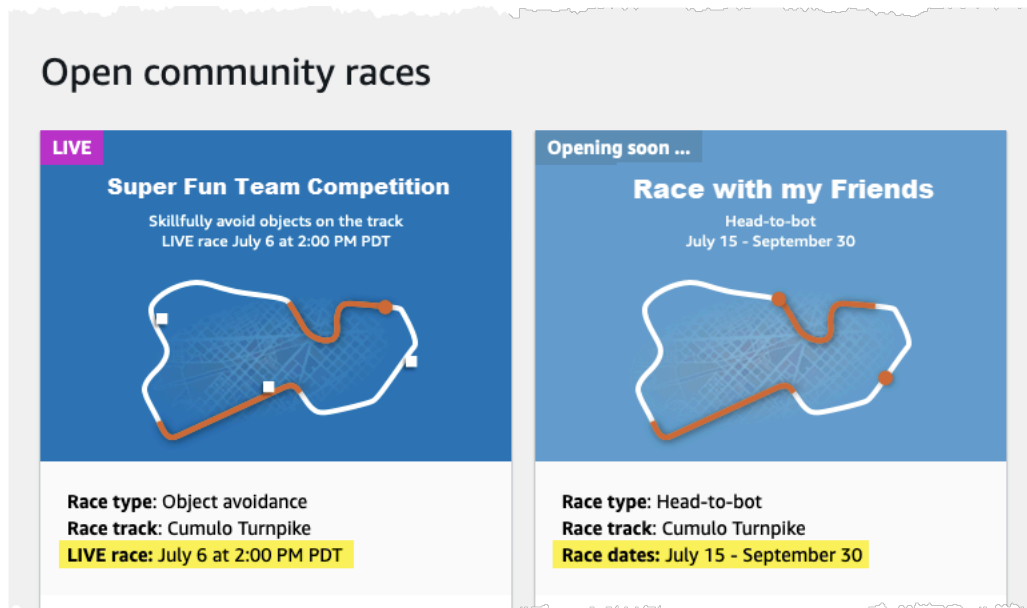 Open community races
LIVE
Super Fun Team Competition
Skillfully avoid objects on the track
LIVE race July 6 at 2:00 PM PDT
Race type: Object avoidance
Race track: Cumulo Turnpike
LIVE race: July 6 at 2:00 PM PDT
Opening soon ...
Race with my Friends
Head-to-bot
July 15 - September 30
Race type: Head-to-bot
Race track: Cumulo Turnpike
Race dates: July 15 - September 30